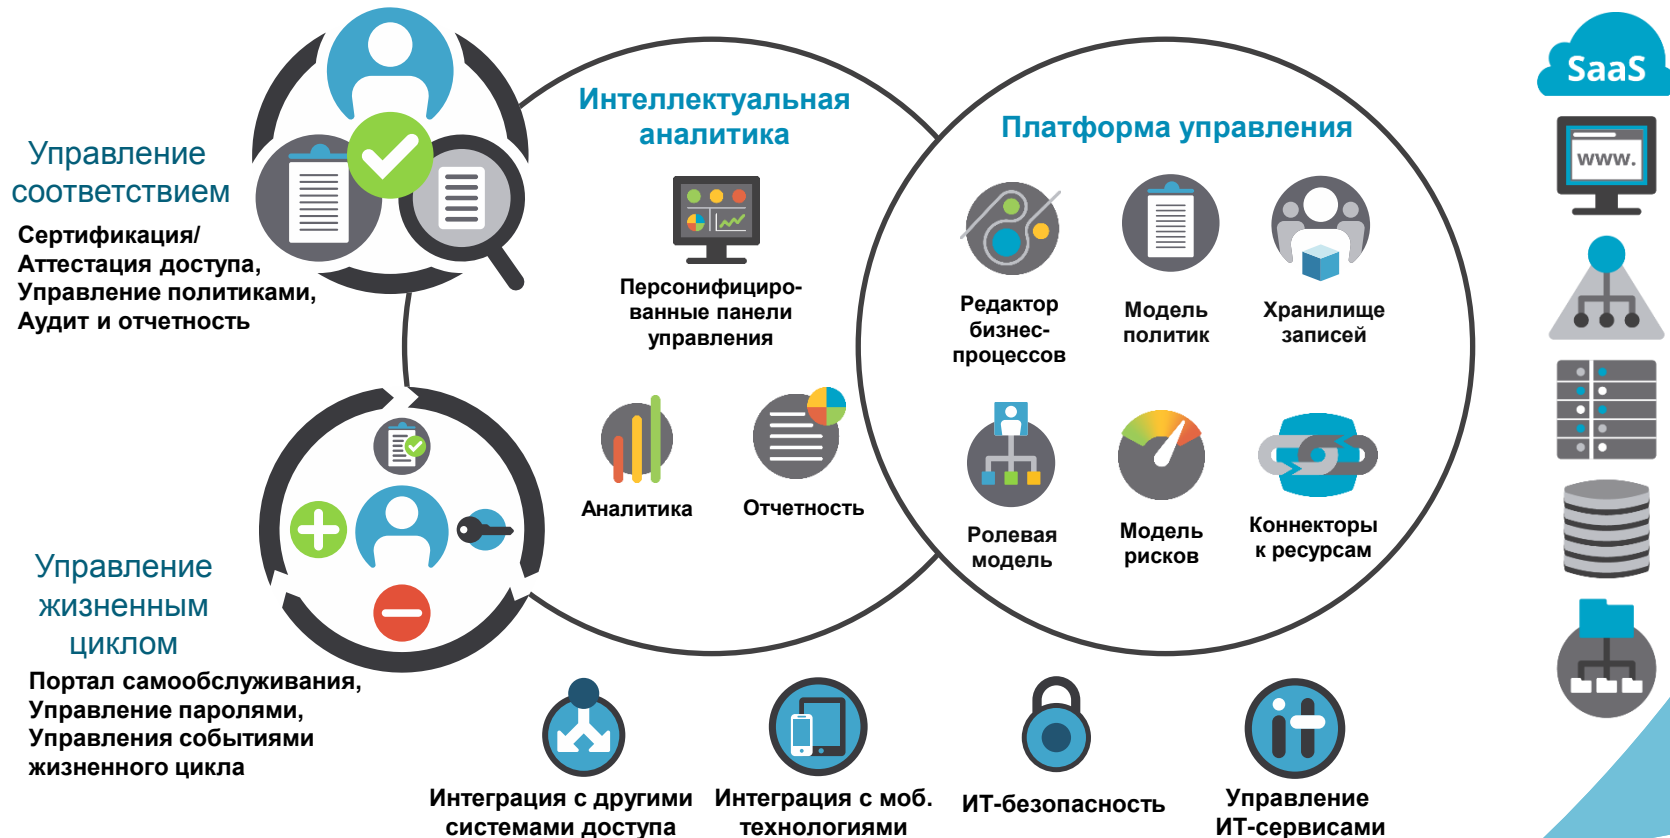 Управление
соответствием
Сертификация/
Аттестация доступа,
Управление политиками,
Аудит и отчетность
Управление
жизненным
циклом
Портал самообслуживания,
Управление паролями,
Управления событиями
жизненного цикла
Интеллектуальная
аналитика
Персонифициро-
ванные панели
управления
Аналитика
Отчетность
Платформа управления
Редактор
бизнес-
процессов
Модель
политик
Хранилище
записей
Ролевая
модель
Модель
рисков
Коннекторы
к ресурсам
Интеграция с другими
системами доступа
Интеграция с моб.
технологиями
ИТ-безопасность
it
Управление
ИТ-сервисами
SaaS
www.